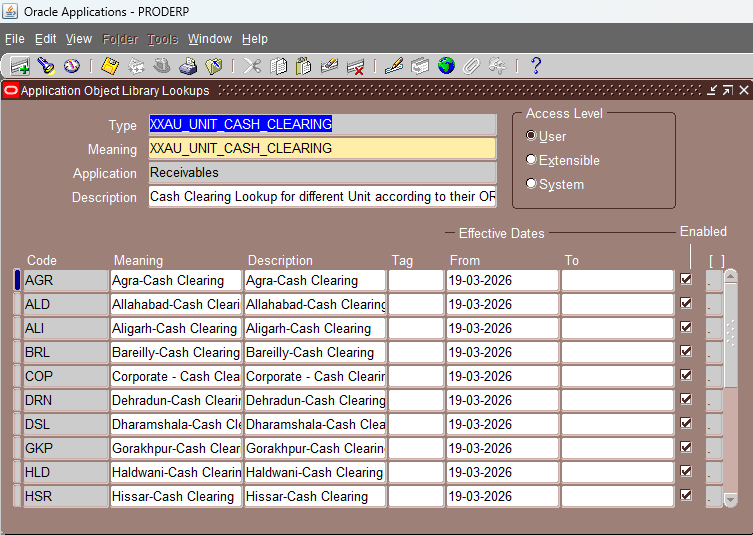 Oracle Applications - PRODERP
File Edit View Folder Tools Window Help
Application Object Library Lookups
Type XXAU_UNIT_CASH_CLEARING
Meaning XXAU_UNIT_CASH_CLEARING
Application Receivables
Description Cash Clearing Lookup for different Unit according to their OR
Access Level
User
Extensible
System
Effective Dates Enabled
Code Meaning Description Tag From To [ ]
AGR Agra-Cash Clearing Agra-Cash Clearing 19-03-2026
ALD Allahabad-Cash Cleari Allahabad-Cash Clearing 19-03-2026
ALI Aligarh-Cash Clearing Aligarh-Cash Clearing 19-03-2026
BRL Bareilly-Cash Clearing Bareilly-Cash Clearing 19-03-2026
COP Corporate - Cash Clea Corporate - Cash Clearin 19-03-2026
DRN Dehradun-Cash Cleari Dehradun-Cash Clearing 19-03-2026
DSL Dharamshala-Cash Cl Dharamshala-Cash Clea 19-03-2026
GKP Gorakhpur-Cash Cleari Gorakhpur-Cash Clearin 19-03-2026
HLD Haldwani-Cash Clearin Haldwani-Cash Clearing 19-03-2026
HSR Hissar-Cash Clearing Hissar-Cash Clearing 19-03-2026